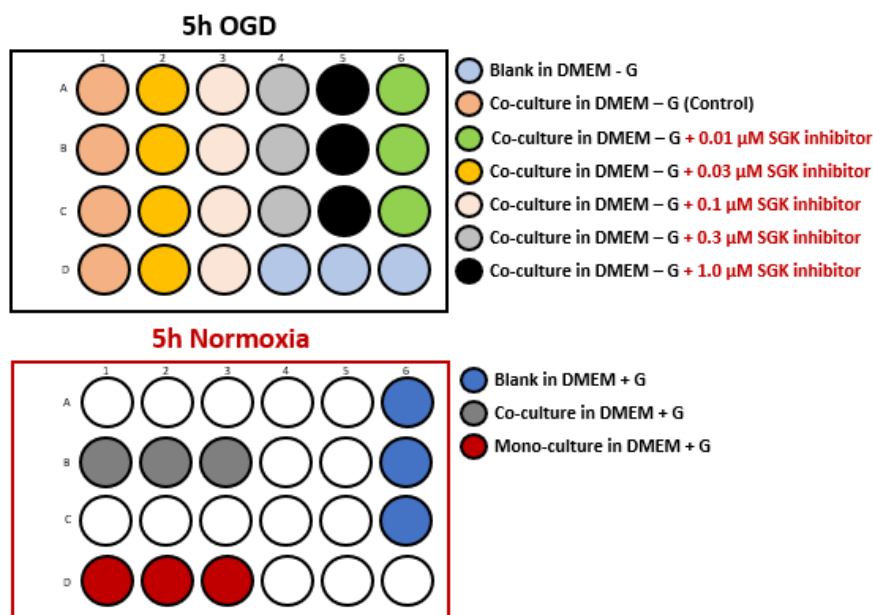 5h OGD
1 2 3 4 5 6
A
B
C
D
Blank in DMEM - G
Co-culture in DMEM – G (Control)
Co-culture in DMEM – G + 0.01 µM SGK inhibitor
Co-culture in DMEM – G + 0.03 µM SGK inhibitor
Co-culture in DMEM – G + 0.1 µM SGK inhibitor
Co-culture in DMEM – G + 0.3 µM SGK inhibitor
Co-culture in DMEM – G + 1.0 µM SGK inhibitor
5h Normoxia
1 2 3 4 5 6
A
B
C
D
Blank in DMEM + G
Co-culture in DMEM + G
Mono-culture in DMEM + G